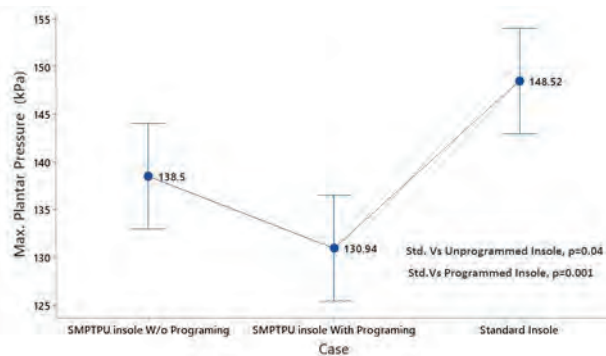 Max. Plantar Pressure (kPa)
155
150
145
140
135
130
125
138.5
130.94
148.52
Std. Vs Unprogrammed Insole, p=0.04
Std.Vs Programmed Insole, p=0.001
SMPTPU insole W/o Programing
SMPTPU insole With Programing
Standard Insole
Case